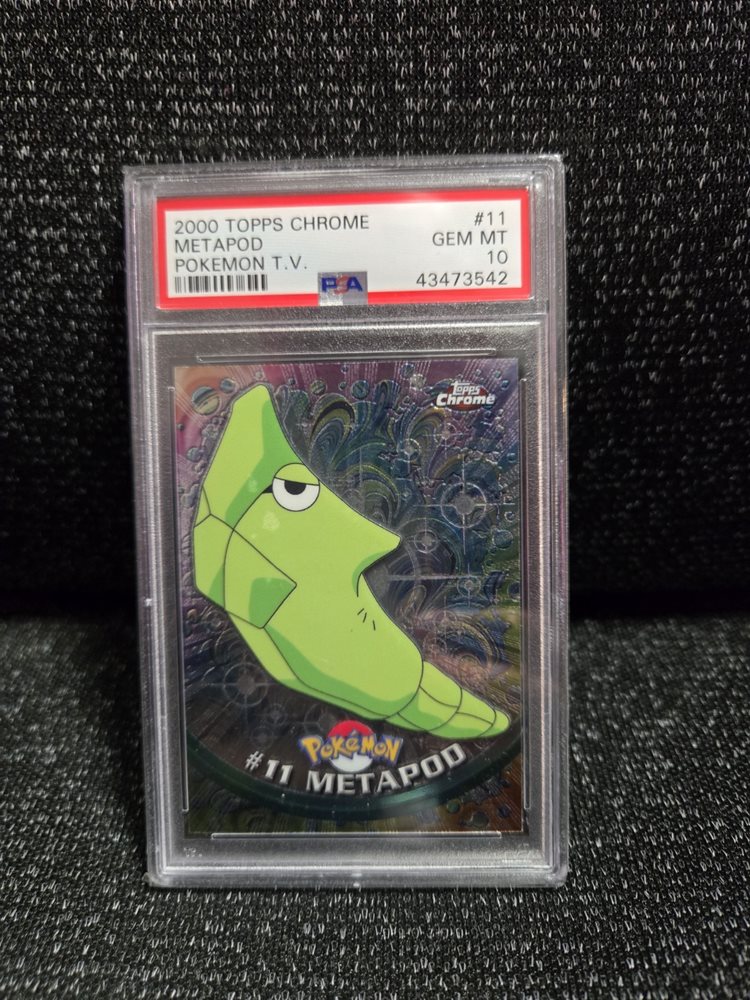 2000 TOPPS CHROME #11
METAPOD GEM MT
POKEMON T.V. 10
PSA 43473542
Topps
Chrome
POKéMON
#11 METAPOD